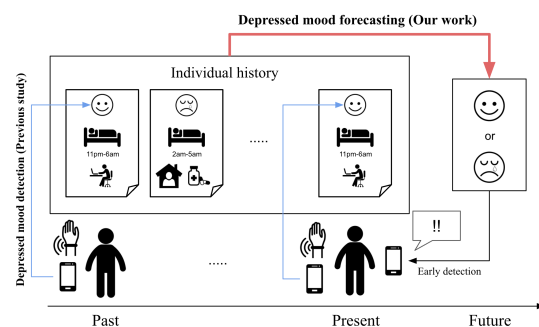 Depressed mood forecasting (Our work)
Individual history
Depressed mood detection (Previous study)
11pm-6am
2am-5am
.....
11pm-6am
or
!!
.....
Early detection
Past
Present
Future